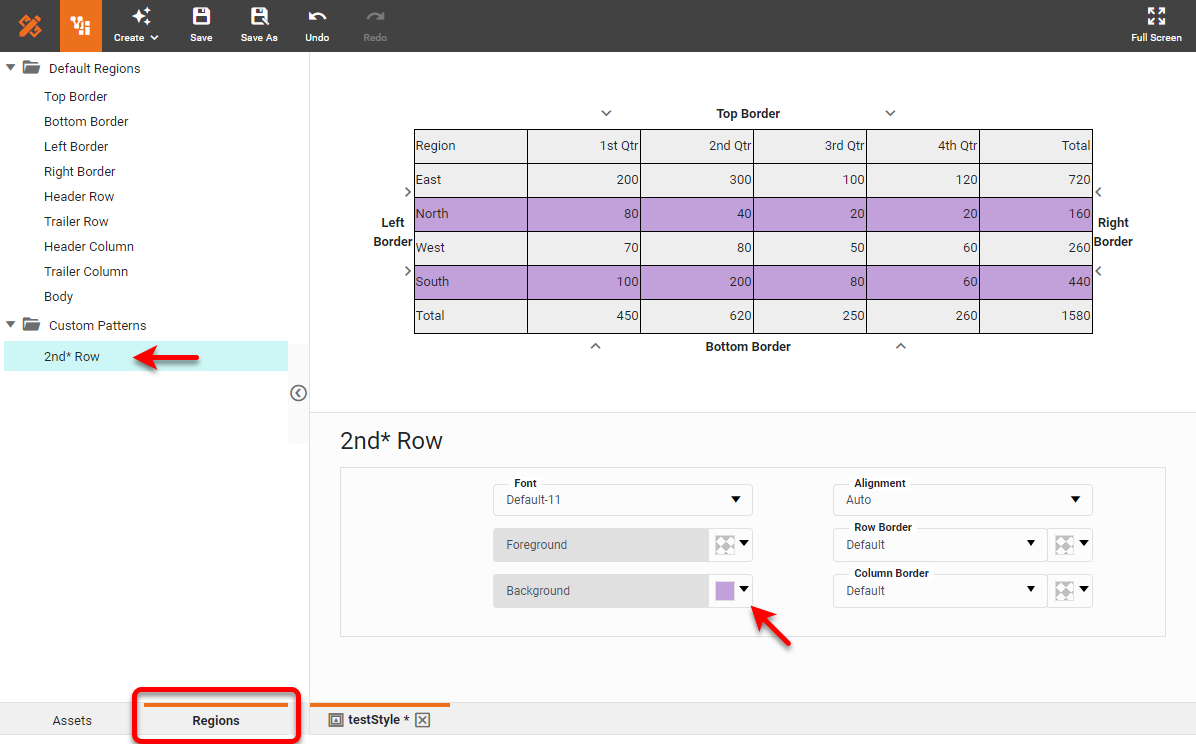 Create
Save
Save As
Undo
Redo
Full Screen
Default Regions
Top Border
Bottom Border
Left Border
Right Border
Header Row
Trailer Row
Header Column
Trailer Column
Body
Custom Patterns
2nd* Row
Top Border
Region 1st Qtr 2nd Qtr 3rd Qtr 4th Qtr Total
East 200 300 100 120 720
North 80 40 20 20 160
West 70 80 50 60 260
South 100 200 80 60 440
Total 450 620 250 260 1580
Left
Border
Right
Border
Bottom Border
2nd* Row
Font
Default-11
Alignment
Auto
Foreground
Row Border
Default
Background
Column Border
Default
Assets
Regions
testStyle *